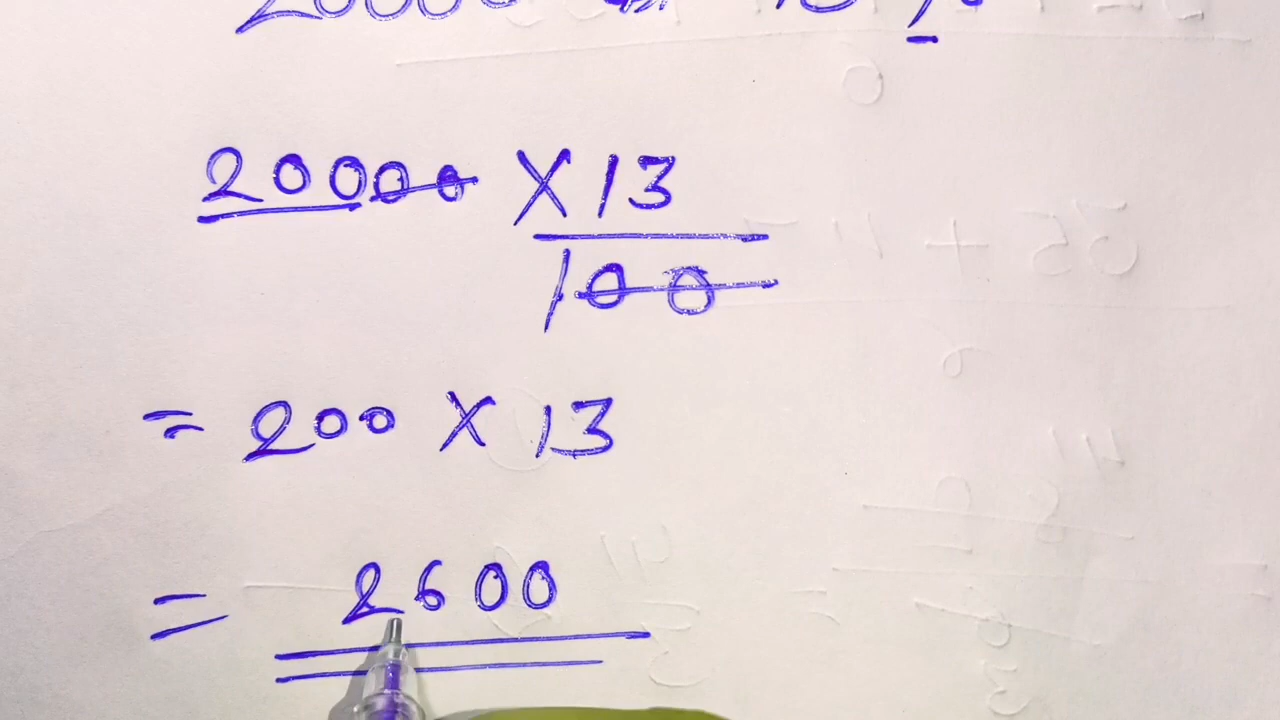 20000 × 13
100
= 200 × 13
= 2600